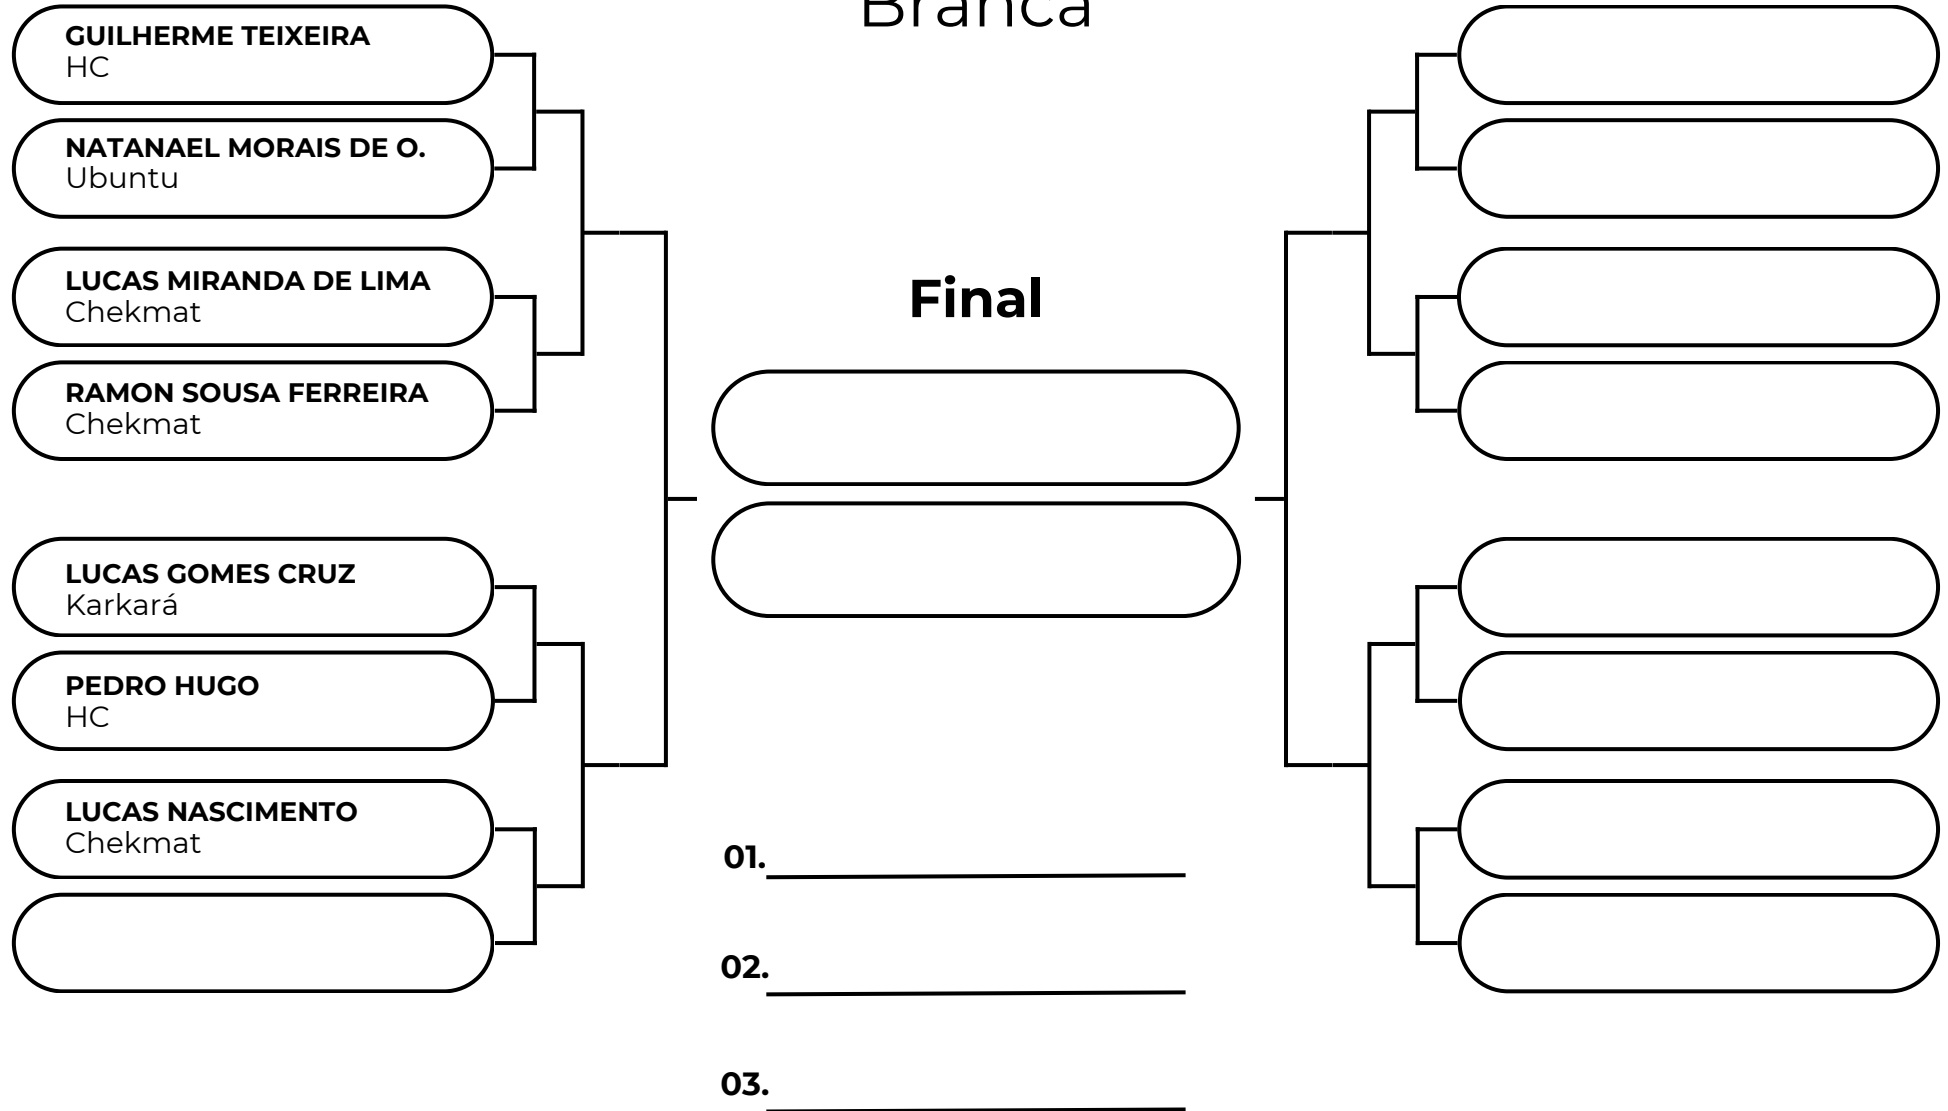 Branca
GUILHERME TEIXEIRA
HC
NATANAEL MORAIS DE O.
Ubuntu
LUCAS MIRANDA DE LIMA
Chekmat
RAMON SOUSA FERREIRA
Chekmat
LUCAS GOMES CRUZ
Karkará
PEDRO HUGO
HC
LUCAS NASCIMENTO
Chekmat
Final
01.
02.
03.